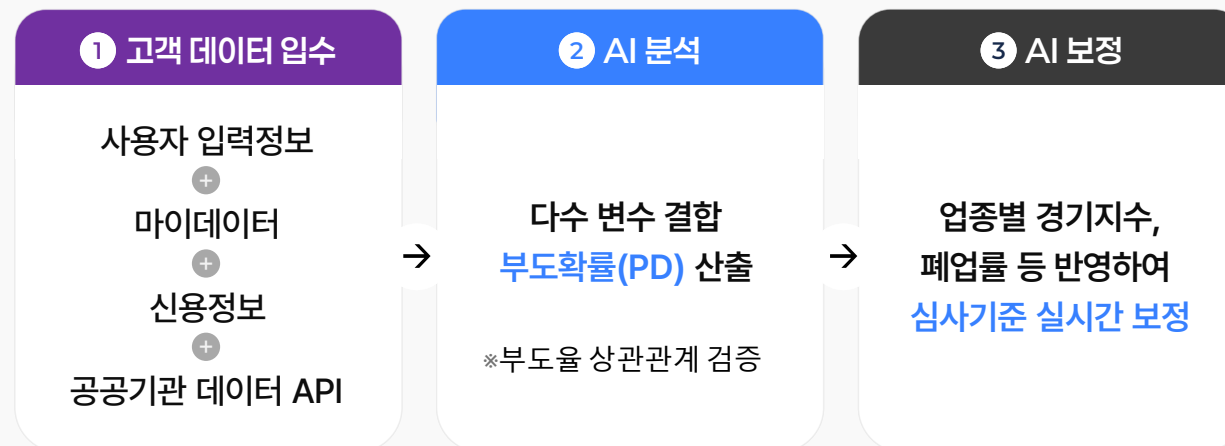 1 고객 데이터 입수
사용자 입력정보
+
마이데이터
+
신용정보
+
공공기관 데이터 API
→
2 AI 분석
다수 변수 결합
부도확률(PD) 산출
※부도율 상관관계 검증
→
3 AI 보정
업종별 경기지수,
폐업률 등 반영하여
심사기준 실시간 보정